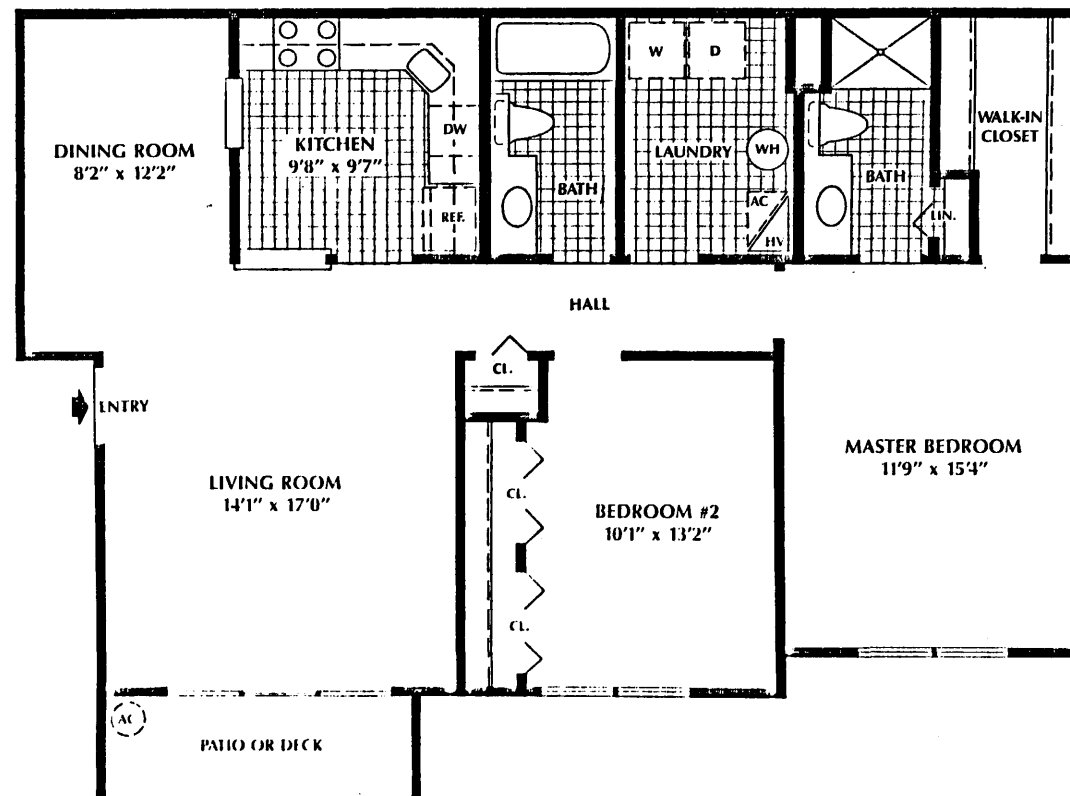 W
D
DINING ROOM
8'2" x 12'2"
KITCHEN
9'8" x 9'7"
DW
REF.
BATH
LAUNDRY
WH
AC
HV
BATH
LIN.
WALK-IN
CLOSET
HALL
CL.
ENTRY
LIVING ROOM
14'1" x 17'0"
CL.
CL.
BEDROOM #2
10'1" x 13'2"
MASTER BEDROOM
11'9" x 15'4"
AC
PATIO OR DECK